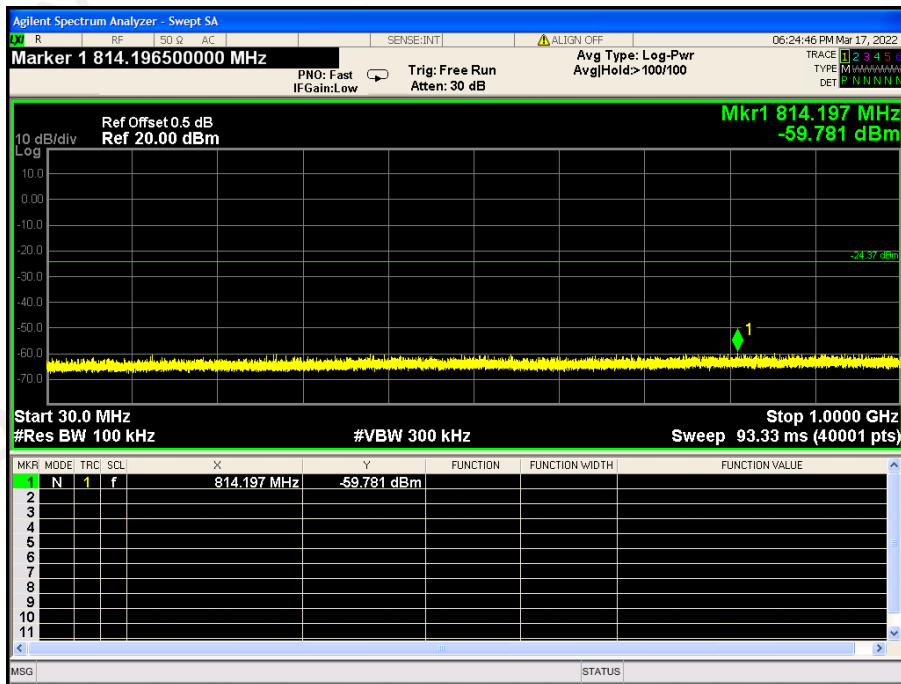 Agilent Spectrum Analyzer - Swept SA
LXI R RF 50 Ω AC SENSE:INT ALIGN OFF 06:24:46 PM Mar 17, 2022
Marker 1 814.196500000 MHz
PNO: Fast
IFGain:Low
Trig: Free Run
Atten: 30 dB
Avg Type: Log-Pwr
Avg|Hold:>100/100
TRACE 1 2 3 4 5 6
TYPE M
DET P N N N N N
Mkr1 814.197 MHz
-59.781 dBm
Ref Offset 0.5 dB
10 dB/div Ref 20.00 dBm
Log
10.0
0.00
-10.0
-20.0
-24.37 dBm
-30.0
-40.0
-50.0
1
-60.0
-70.0
Start 30.0 MHz Stop 1.0000 GHz
#Res BW 100 kHz #VBW 300 kHz Sweep 93.33 ms (40001 pts)
MKR MODE TRC SCL X Y FUNCTION FUNCTION WIDTH FUNCTION VALUE
1 N 1 f 814.197 MHz -59.781 dBm
2
3
4
5
6
7
8
9
10
11
MSG STATUS